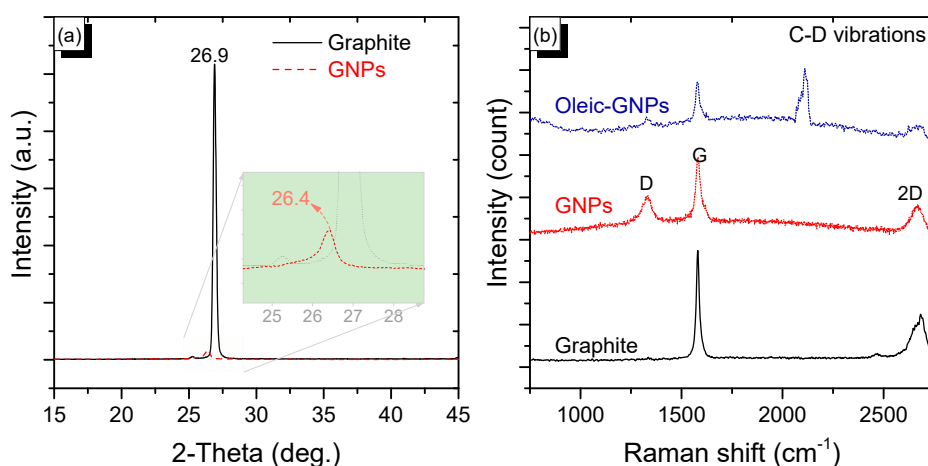 (a)
26.9
Graphite
GNPs
26.4
25 26 27 28
15 20 25 30 35 40 45
2-Theta (deg.)
Intensity (a.u.)
(b)
C-D vibrations
Oleic-GNPs
G
D
GNPs
2D
Graphite
1000 1500 2000 2500
Raman shift (cm⁻¹)
Intensity (count)